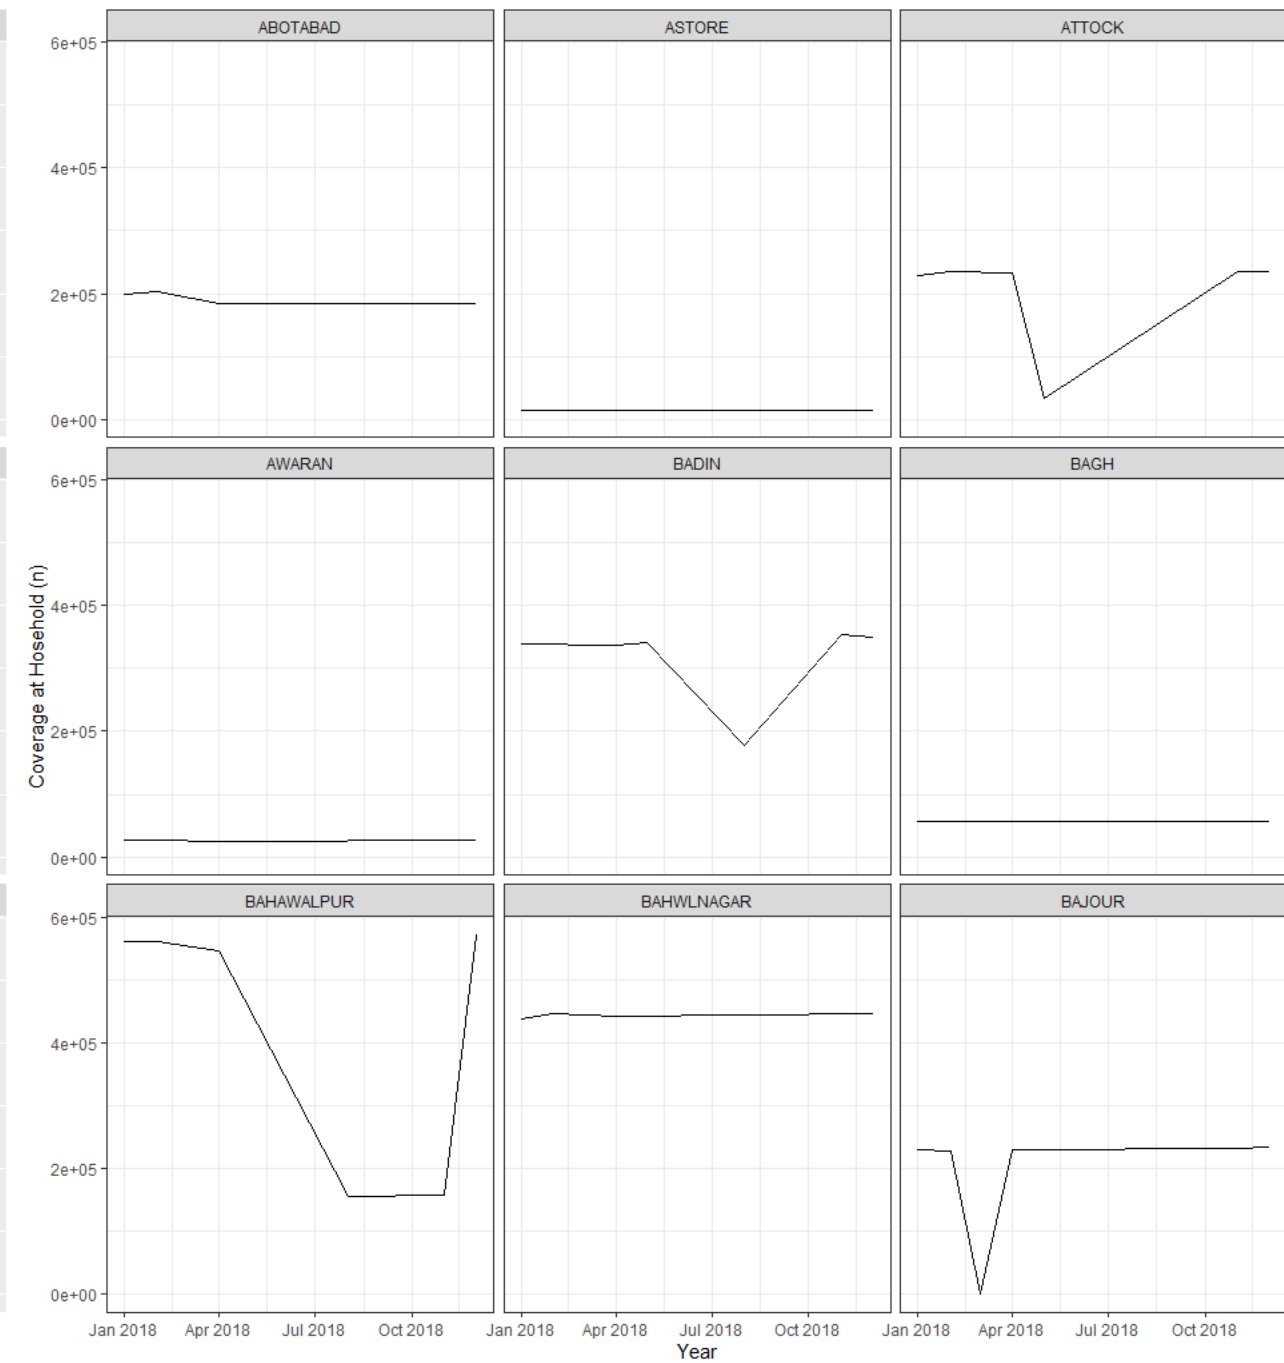 ABOTABAD ASTORE ATTOCK
6e+05
4e+05
2e+05
0e+00
AWARAN BADIN BAGH
6e+05
4e+05
2e+05
0e+00
Coverage at Hosehold (n)
BAHAWALPUR BAHWLNAGAR BAJOUR
6e+05
4e+05
2e+05
0e+00
Jan 2018 Apr 2018 Jul 2018 Oct 2018 Jan 2018 Apr 2018 Jul 2018 Oct 2018 Jan 2018 Apr 2018 Jul 2018 Oct 2018
Year